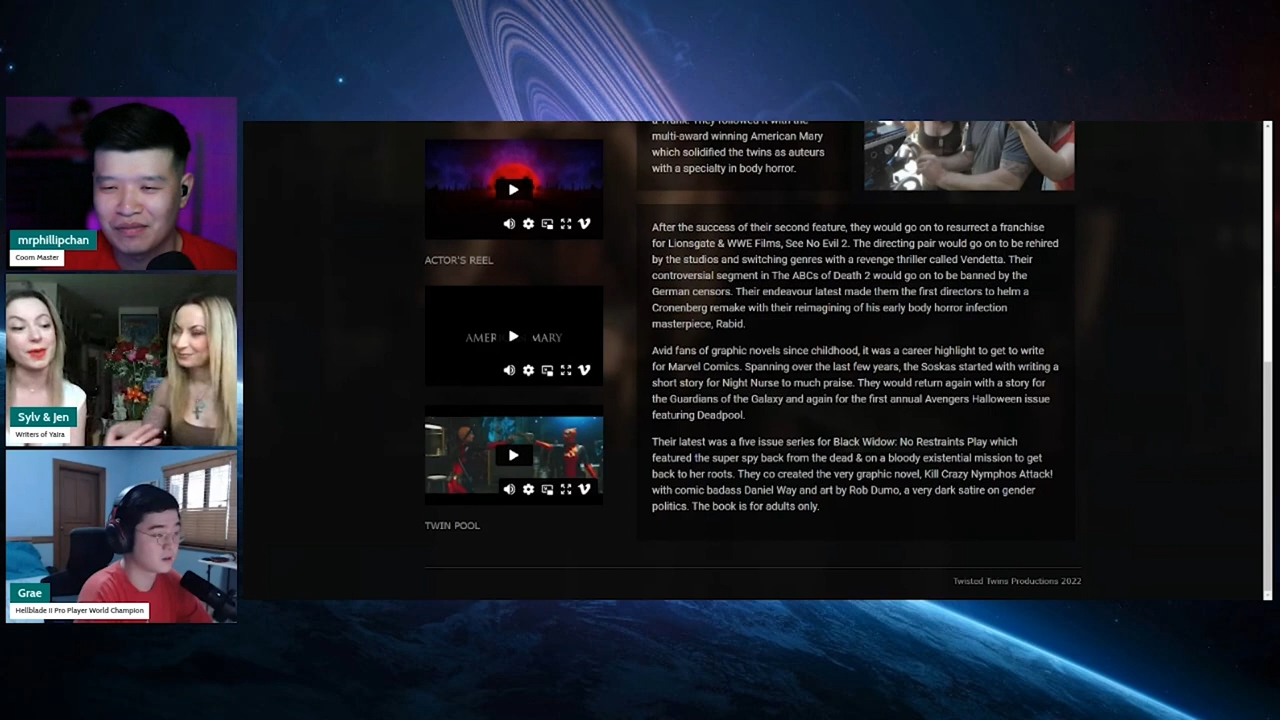 mrphillipchan
Coom Master
Sylv & Jen
Writers of Yaira
Grae
Hellblade II Pro Player World Champion
ACTOR'S REEL
AMER MARY
TWIN POOL
a-Trunk. They followed it with the
multi-award winning American Mary
which solidified the twins as auteurs
with a specialty in body horror.
After the success of their second feature, they would go on to resurrect a franchise
for Lionsgate & WWE Films, See No Evil 2. The directing pair would go on to be rehired
by the studios and switching genres with a revenge thriller called Vendetta. Their
controversial segment in The ABCs of Death 2 would go on to be banned by the
German censors. Their endeavour latest made them the first directors to helm a
Cronenberg remake with their reimagining of his early body horror infection
masterpiece, Rabid.
Avid fans of graphic novels since childhood, it was a career highlight to get to write
for Marvel Comics. Spanning over the last few years, the Soskas started with writing a
short story for Night Nurse to much praise. They would return again with a story for
the Guardians of the Galaxy and again for the first annual Avengers Halloween issue
featuring Deadpool.
Their latest was a five issue series for Black Widow: No Restraints Play which
featured the super spy back from the dead & on a bloody existential mission to get
back to her roots. They co created the very graphic novel, Kill Crazy Nymphos Attack!
with comic badass Daniel Way and art by Rob Dumo, a very dark satire on gender
politics. The book is for adults only.
Twisted Twins Productions 2022